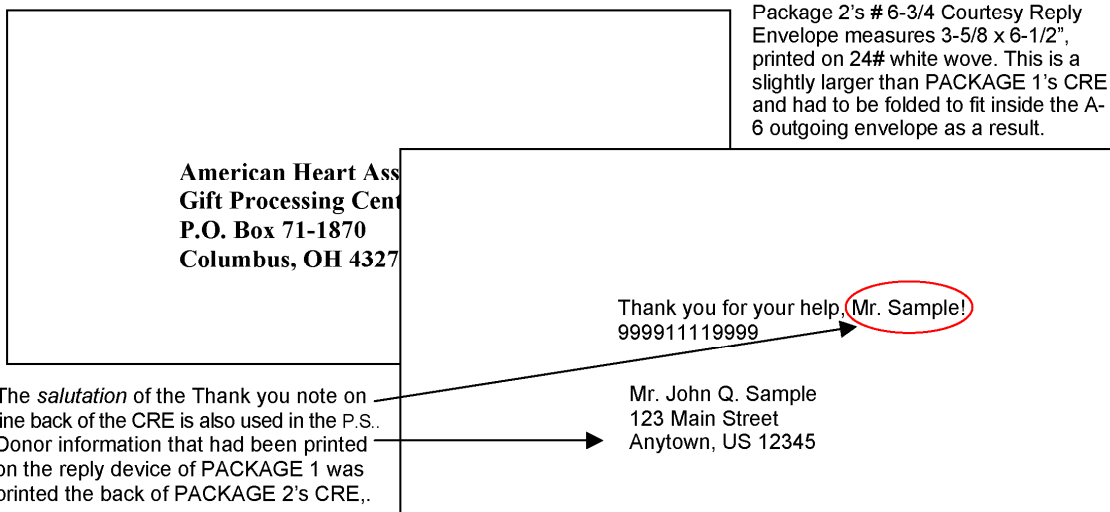 Package 2’s # 6-3/4 Courtesy Reply
Envelope measures 3-5/8 x 6-1/2”,
printed on 24# white wove. This is a
slightly larger than PACKAGE 1’s CRE
and had to be folded to fit inside the A-
6 outgoing envelope as a result.
American Heart Ass
Gift Processing Cent
P.O. Box 71-1870
Columbus, OH 4327
Thank you for your help, Mr. Sample!
999911119999
Mr. John Q. Sample
123 Main Street
Anytown, US 12345
The salutation of the Thank you note on
ine back of the CRE is also used in the P.S..
Donor information that had been printed
on the reply device of PACKAGE 1 was
printed the back of PACKAGE 2’s CRE,.